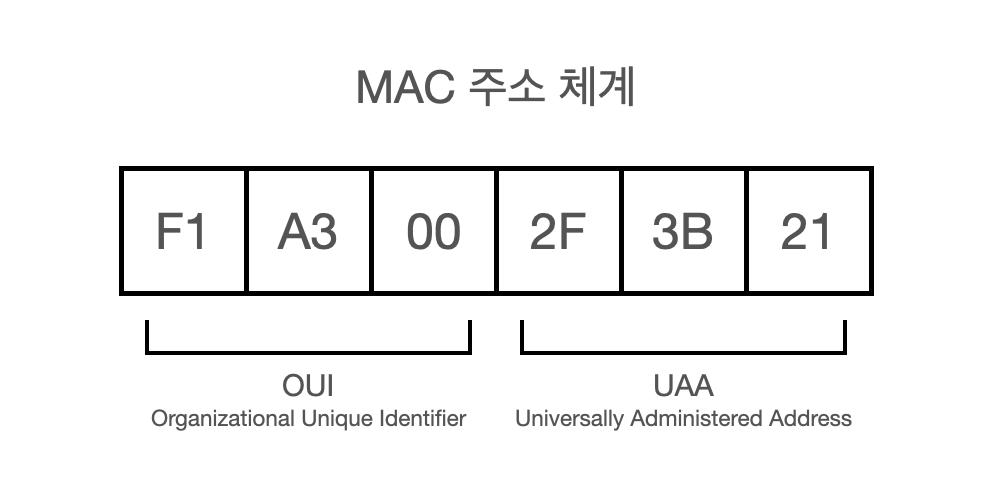 MAC 주소 체계
F1 A3 00 2F 3B 21
OUI UAA
Organizational Unique Identifier Universally Administered Address